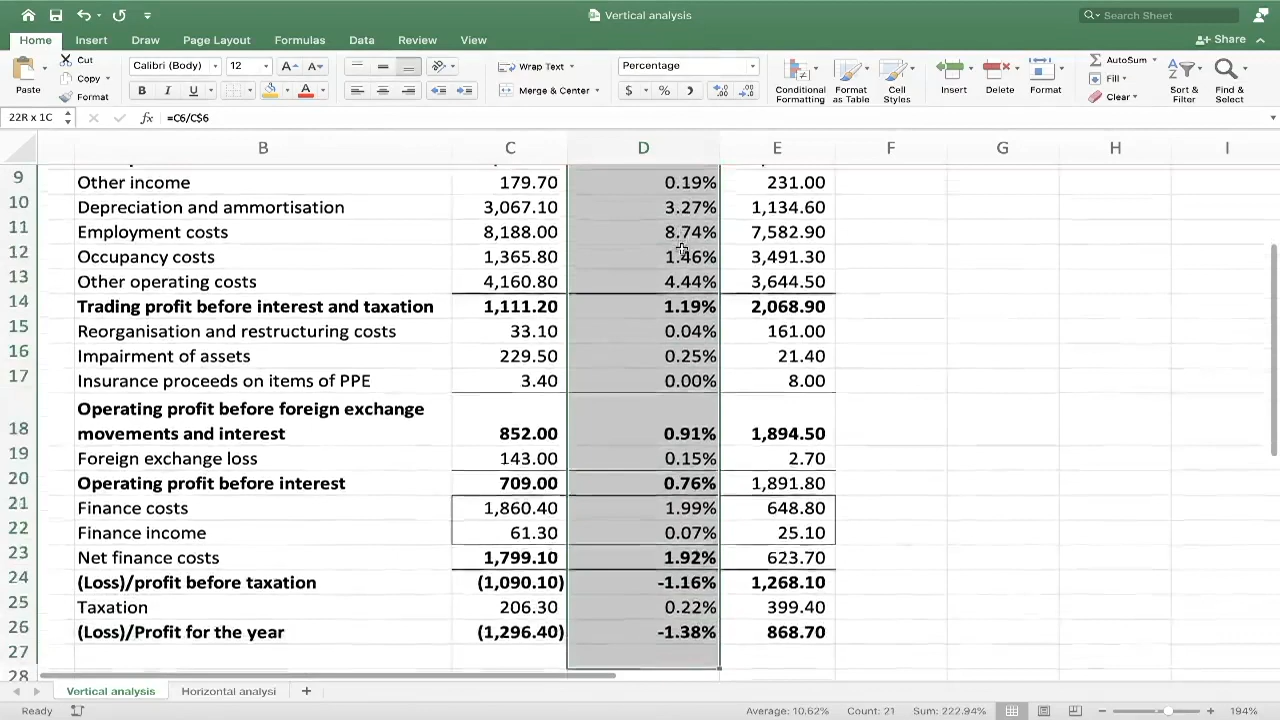 Vertical analysis
Search Sheet
Home Insert Draw Page Layout Formulas Data Review View
Share
Paste
Cut
Copy
Format
Calibri (Body) 12 A A
B I U A
Wrap Text
Merge & Center
Percentage
$ % )
Conditional Formatting
Format as Table
Cell Styles
Insert
Delete
Format
AutoSum
Fill
Clear
Sort & Filter
Find & Select
22R x 1C fx =C6/C$6
B C D E F G H I
9 Other income 179.70 0.19% 231.00
10 Depreciation and ammortisation 3,067.10 3.27% 1,134.60
11 Employment costs 8,188.00 8.74% 7,582.90
12 Occupancy costs 1,365.80 1.46% 3,491.30
13 Other operating costs 4,160.80 4.44% 3,644.50
14 Trading profit before interest and taxation 1,111.20 1.19% 2,068.90
15 Reorganisation and restructuring costs 33.10 0.04% 161.00
16 Impairment of assets 229.50 0.25% 21.40
17 Insurance proceeds on items of PPE 3.40 0.00% 8.00
Operating profit before foreign exchange
18 movements and interest 852.00 0.91% 1,894.50
19 Foreign exchange loss 143.00 0.15% 2.70
20 Operating profit before interest 709.00 0.76% 1,891.80
21 Finance costs 1,860.40 1.99% 648.80
22 Finance income 61.30 0.07% 25.10
23 Net finance costs 1,799.10 1.92% 623.70
24 (Loss)/profit before taxation (1,090.10) -1.16% 1,268.10
25 Taxation 206.30 0.22% 399.40
26 (Loss)/Profit for the year (1,296.40) -1.38% 868.70
27
28
Vertical analysis Horizontal analysi +
Ready Average: 10.62% Count: 21 Sum: 222.94% 194%